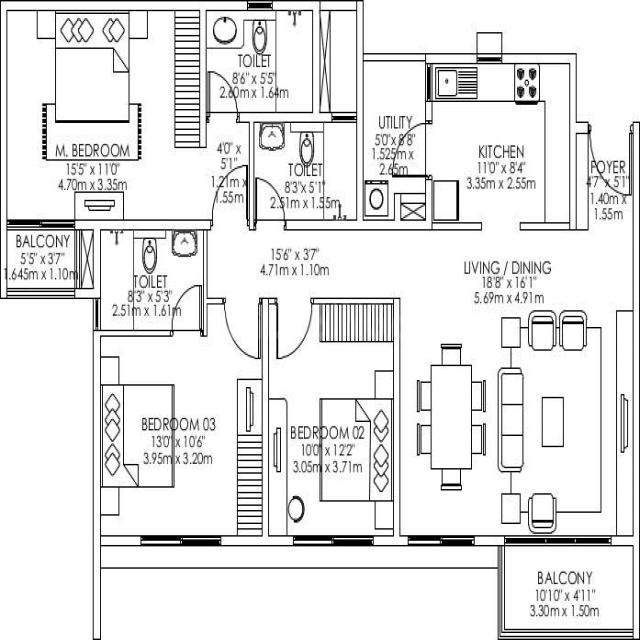 TOILET
8'6" x 5'5"
2.60m x 1.64m
M. BEDROOM
15'5" x 11'0"
4.70m x 3.35m
4'0" x
5'1"
1.21m x
1.55m
TOILET
8'3"x 5'1"
2.51m x 1.55m
UTILITY
5'0"x 8'8"
1.525m x
2.65m
KITCHEN
11'0" x 8'4"
3.35m x 2.55m
FOYER
4'7" x 5'1"
1.40m x
1.55m
BALCONY
5'5" x 3'7"
1.645m x 1.10m
TOILET
8'3" x 5'3"
2.51m x 1.61m
15'6" x 3'7"
4.71m x 1.10m
LIVING / DINING
18'8" x 16'1"
5.69m x 4.91m
BEDROOM 03
13'0" x 10'6"
3.95m x 3.20m
BEDROOM 02
10'0" x 12'2"
3.05m x 3.71m
BALCONY
10'10" x 4'11"
3.30m x 1.50m